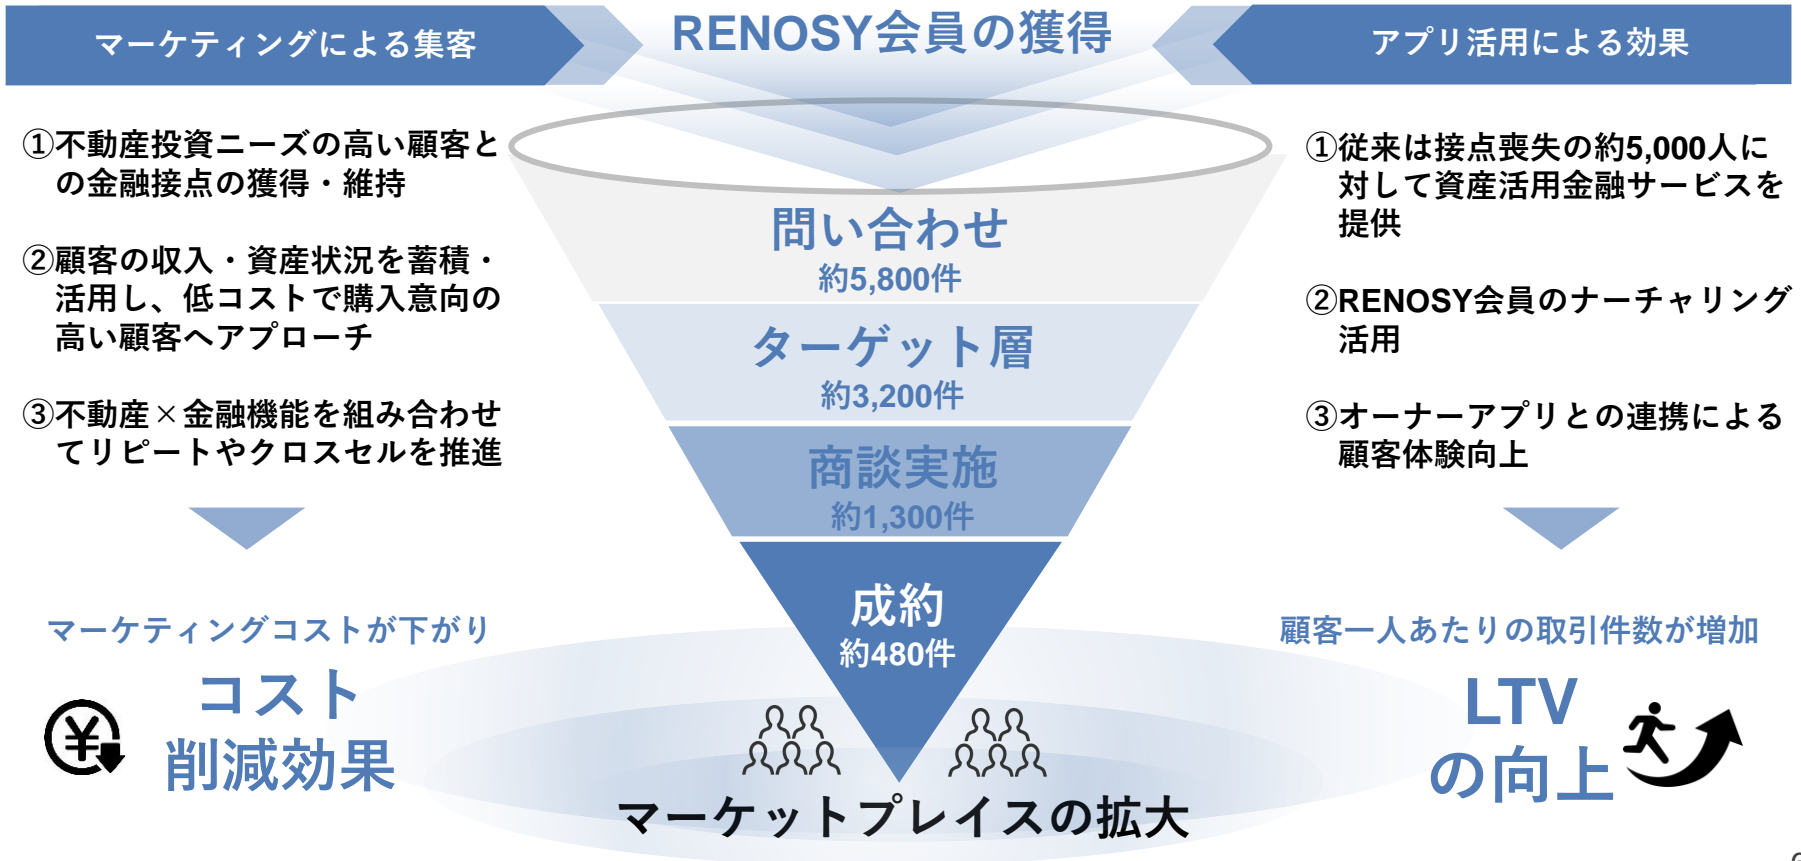 マーケティングによる集客
RENOSY会員の獲得
アプリ活用による効果
①不動産投資ニーズの高い顧客と
の金融接点の獲得・維持
②顧客の収入・資産状況を蓄積・
活用し、低コストで購入意向の
高い顧客へアプローチ
③不動産×金融機能を組み合わせ
てリピートやクロスセルを推進
マーケティングコストが下がり
コスト
削減効果
問い合わせ
約5,800件
ターゲット層
約3,200件
商談実施
約1,300件
成約
約480件
マーケットプレイスの拡大
①従来は接点喪失の約5,000人に
対して資産活用金融サービスを
提供
②RENOSY会員のナーチャリング
活用
③オーナーアプリとの連携による
顧客体験向上
顧客一人あたりの取引件数が増加
LTV
の向上